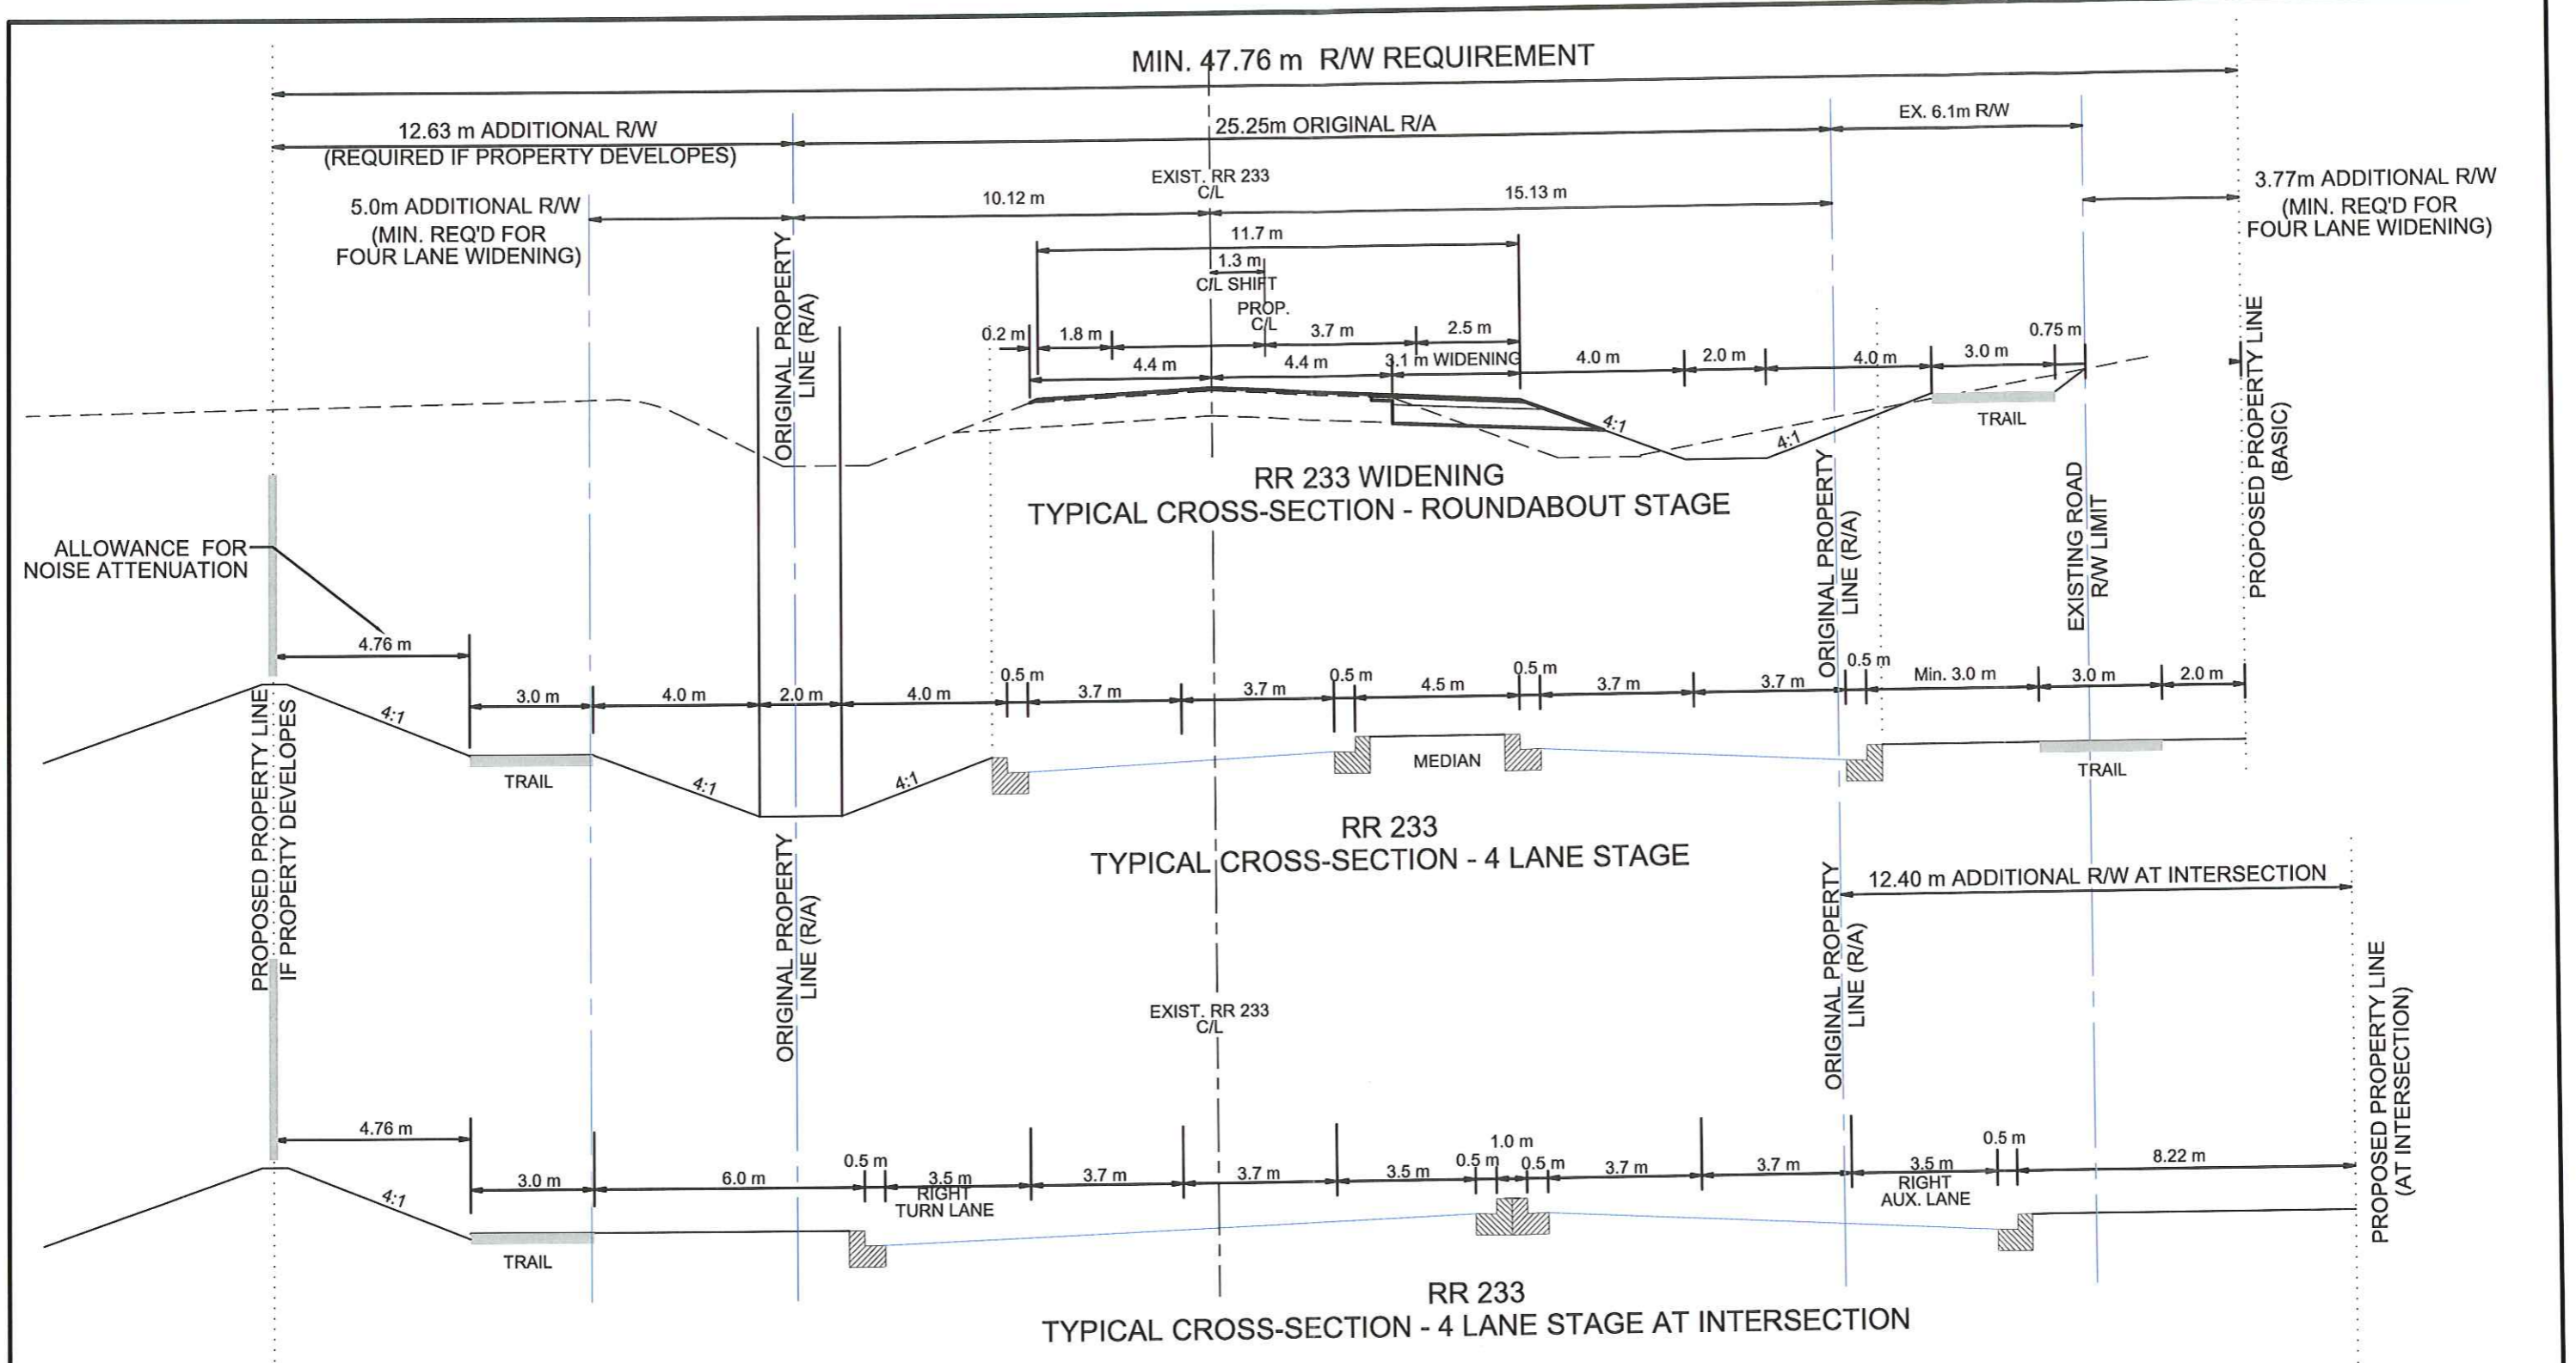 MIN. 47.76 m R/W REQUIREMENT
12.63 m ADDITIONAL R/W
(REQUIRED IF PROPERTY DEVELOPES)
25.25m ORIGINAL R/A
EX. 6.1m R/W
5.0m ADDITIONAL R/W
(MIN. REQ'D FOR
FOUR LANE WIDENING)
10.12 m
EXIST. RR 233
C/L
15.13 m
3.77m ADDITIONAL R/W
(MIN. REQ'D FOR
FOUR LANE WIDENING)
11.7 m
1.3 m
C/L SHIFT
PROP.
C/L
0.2 m
1.8 m
3.7 m
2.5 m
0.75 m
4.4 m
4.4 m
3.1 m WIDENING
4.0 m
2.0 m
4.0 m
3.0 m
ORIGINAL PROPERTY
LINE (R/A)
4:1
4:1
TRAIL
RR 233 WIDENING
TYPICAL CROSS-SECTION - ROUNDABOUT STAGE
ORIGINAL PROPERTY
LINE (R/A)
EXISTING ROAD
R/W LIMIT
PROPOSED PROPERTY LINE
(BASIC)
ALLOWANCE FOR
NOISE ATTENUATION
4.76 m
3.0 m
4.0 m
2.0 m
4.0 m
0.5 m
3.7 m
3.7 m
0.5 m
4.5 m
0.5 m
3.7 m
3.7 m
0.5 m
Min. 3.0 m
3.0 m
2.0 m
PROPOSED PROPERTY LINE
IF PROPERTY DEVELOPES
4:1
TRAIL
4:1
4:1
MEDIAN
TRAIL
RR 233
TYPICAL CROSS-SECTION - 4 LANE STAGE
ORIGINAL PROPERTY
LINE (R/A)
ORIGINAL PROPERTY
LINE (R/A)
12.40 m ADDITIONAL R/W AT INTERSECTION
EXIST. RR 233
C/L
PROPOSED PROPERTY LINE
(AT INTERSECTION)
4.76 m
3.0 m
6.0 m
0.5 m
3.5 m
RIGHT
TURN LANE
3.7 m
3.7 m
3.5 m
0.5 m
1.0 m
0.5 m
3.7 m
3.7 m
3.5 m
RIGHT
AUX. LANE
0.5 m
8.22 m
4:1
TRAIL
RR 233
TYPICAL CROSS-SECTION - 4 LANE STAGE AT INTERSECTION